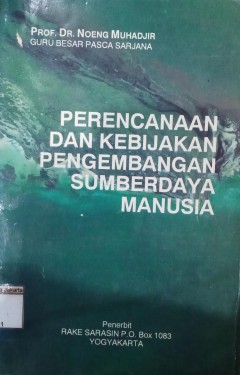 PROF. DR. NOENG MUHADJIR
GURU BESAR PASCA SARJANA
PERENCANAAN
DAN KEBIJAKAN
PENGEMBANGAN
SUMBERDAYA
MANUSIA
Penerbit
RAKE SARASIN P.O. Box 1083
YOGYAKARTA